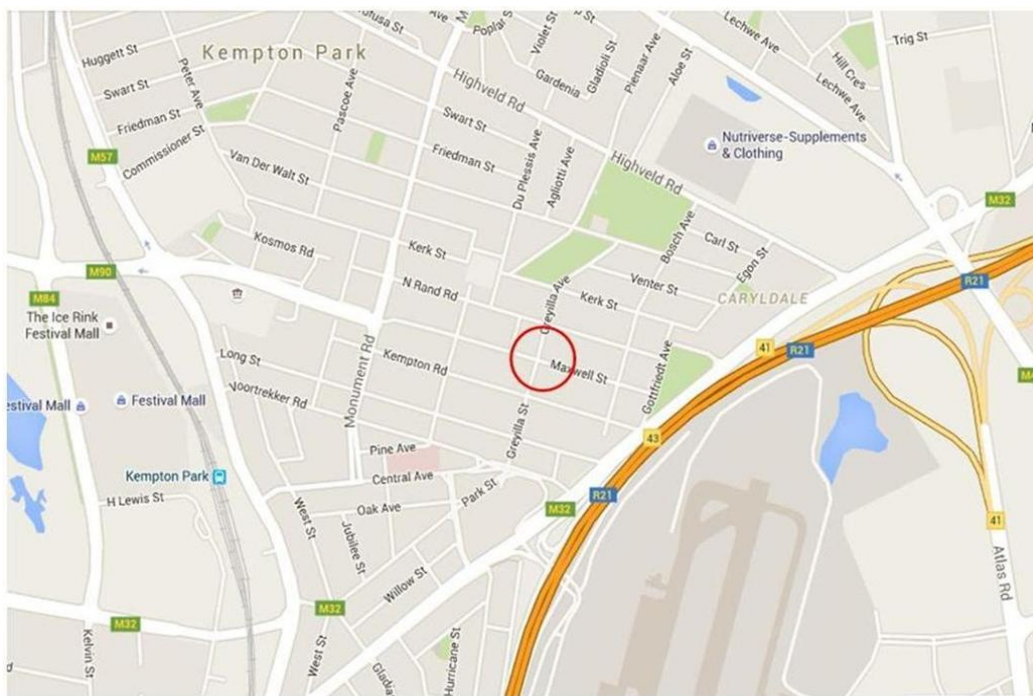 Kempton Park
Huggett St
Swart St
Friedman St
Commissioner St
Peter Ave
Pascoe Ave
Van Der Walt St
Kosmos Rd
M57
M90
M84
The Ice Rink
Festival Mall
Festival Mall
Kempton Park
H Lewis St
Long St
Voortrekker Rd
Monument Rd
Kempton Rd
N Rand Rd
Kerk St
Swart St
Friedman St
Highveld Rd
Highveld Rd
Gardenia
Violet St
Gladioli St
Pienaar Ave
Aloe St
Du Plessis Ave
Agliotti Ave
Lechwe Ave
Lechwe Ave
Hill Cres
Trig St
Nutriverse-Supplements
& Clothing
M32
R21
Bosch Ave
Carl St
Egon St
Venter St
Kerk St
CARYLDALE
Greyilla Ave
Maxwell St
Gottfriedt Ave
41
R21
43
R21
M32
Greyilla St
Pine Ave
Central Ave
Oak Ave
Park St
West St
Jubilee St
Willow St
M32
M32
West St
Kelvin St
Hurricane St
41
Atlas Rd